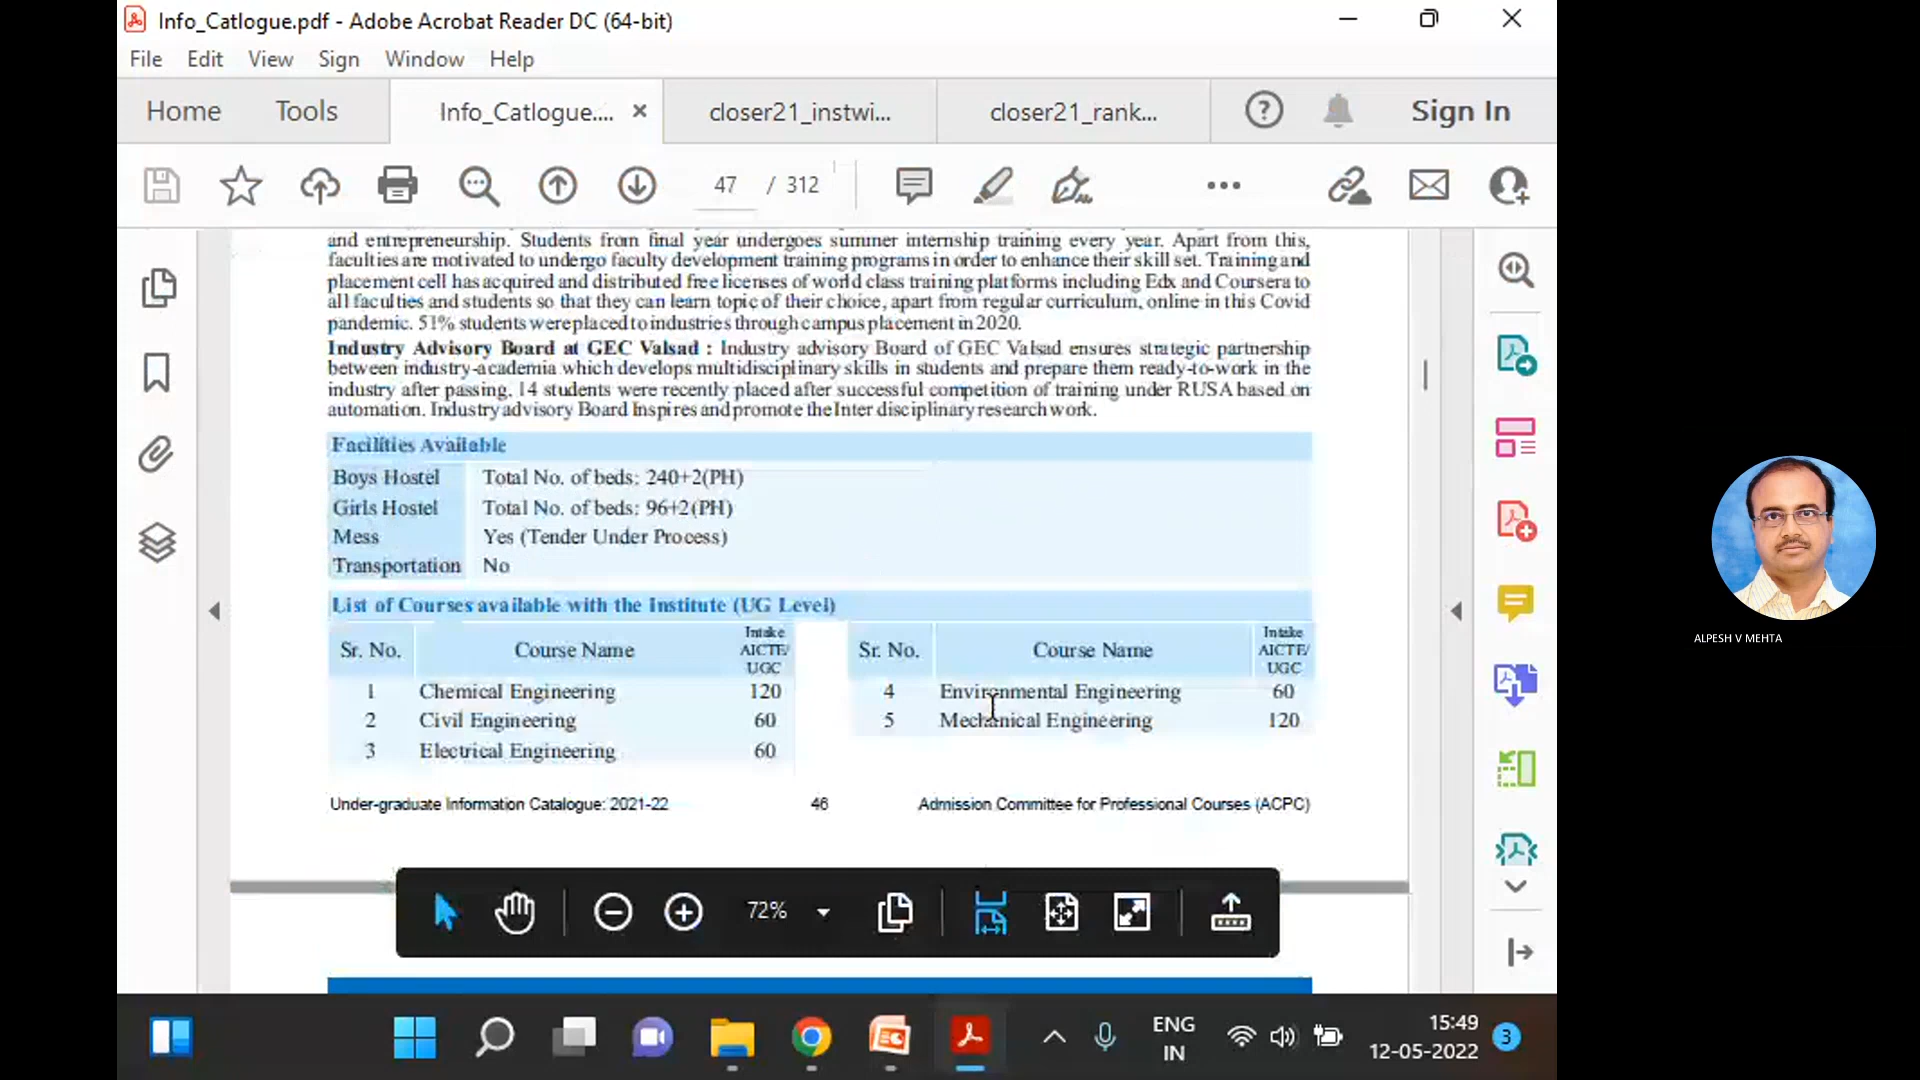 Info_Catlogue.pdf - Adobe Acrobat Reader DC (64-bit)
File Edit View Sign Window Help
Home Tools Info_Catlogue.... closer21_instwi... closer21_rank... Sign In
47 / 312
and entrepreneurship. Students from final year undergoes summer internship training every year. Apart from this,
faculties are motivated to undergo faculty development training programs in order to enhance their skill set. Training and
placement cell has acquired and distributed free licenses of world class training platforms including Edx and Coursera to
all faculties and students so that they can learn topic of their choice, apart from regular curriculum, online in this Covid
pandemic. 51% students were placed to industries through campus placement in 2020.
Industry Advisory Board at GEC Valsad : Industry advisory Board of GEC Valsad ensures strategic partnership
between industry-academia which develops multidisciplinary skills in students and prepare them ready-to-work in the
industry after passing. 14 students were recently placed after successful competition of training under RUSA based on
automation. Industry advisory Board Inspires and promote the Inter disciplinary research work.
Facilities Available
Boys Hostel Total No. of beds: 240+2(PH)
Girls Hostel Total No. of beds: 96+2(PH)
Mess Yes (Tender Under Process)
Transportation No
List of Courses available with the Institute (UG Level)
Sr. No. Course Name Intake AICTE/ UGC Sr. No. Course Name Intake AICTE/ UGC
1 Chemical Engineering 120 4 Environmental Engineering 60
2 Civil Engineering 60 5 Mechanical Engineering 120
3 Electrical Engineering 60
Under-graduate Information Catalogue: 2021-22 46 Admission Committee for Professional Courses (ACPC)
72%
ENG
IN
15:49
12-05-2022
3
ALPESH V MEHTA